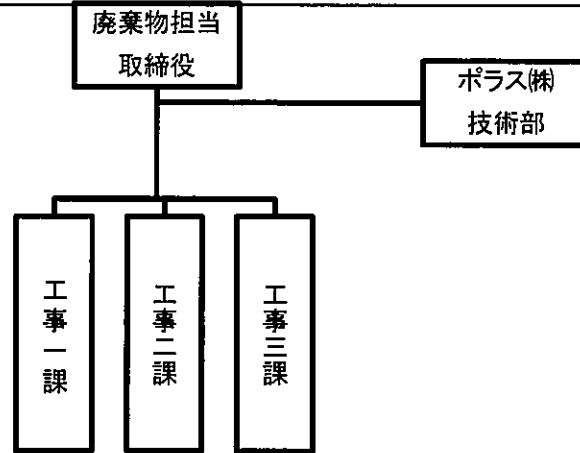 廃棄物担当
取締役
ポラス㈱
技術部
工事一課
工事二課
工事三課